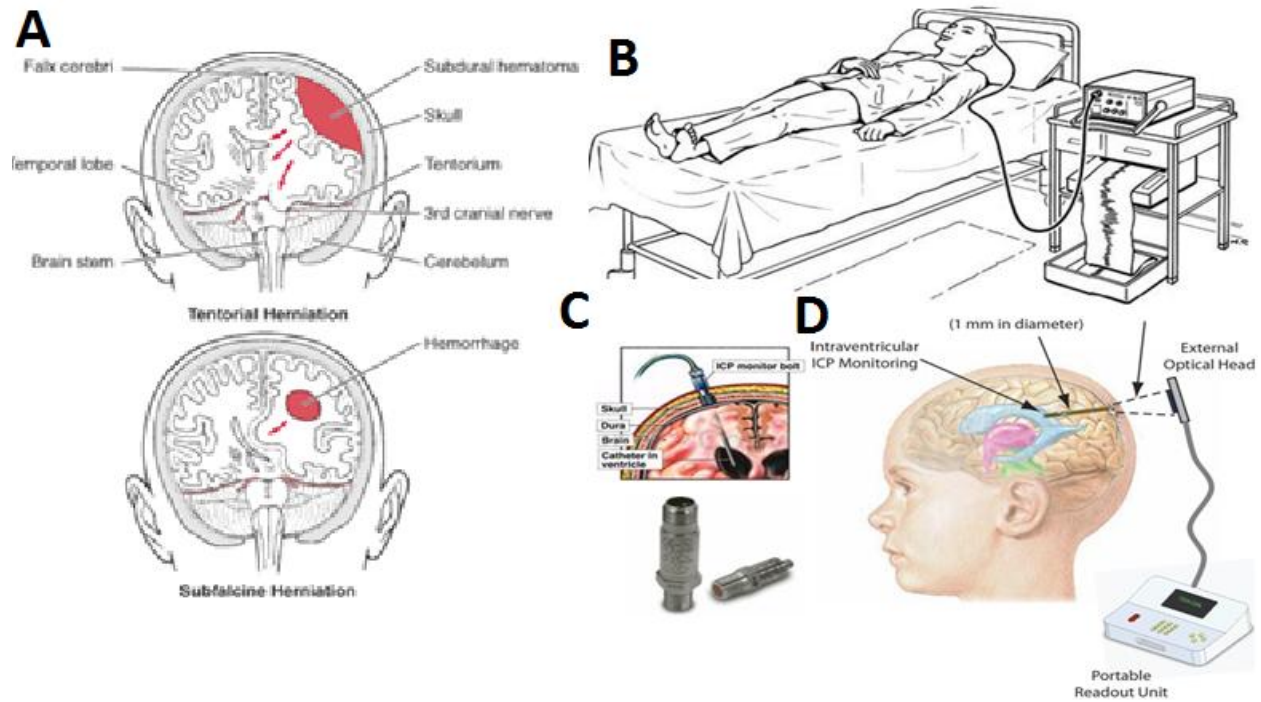 A
Falx cerebri
Subdural hematoma
Skull
Temporal lobe
Tentorium
3rd cranial nerve
Brain stem
Cerebellum
Tentorial Herniation
Hemorrhage
Subfalcine Herniation
B
C
ICP monitor bolt
Skull
Dura
Brain
Catheter in
ventricle
D
(1 mm in diameter)
Intraventricular
ICP Monitoring
External
Optical Head
Portable
Readout Unit